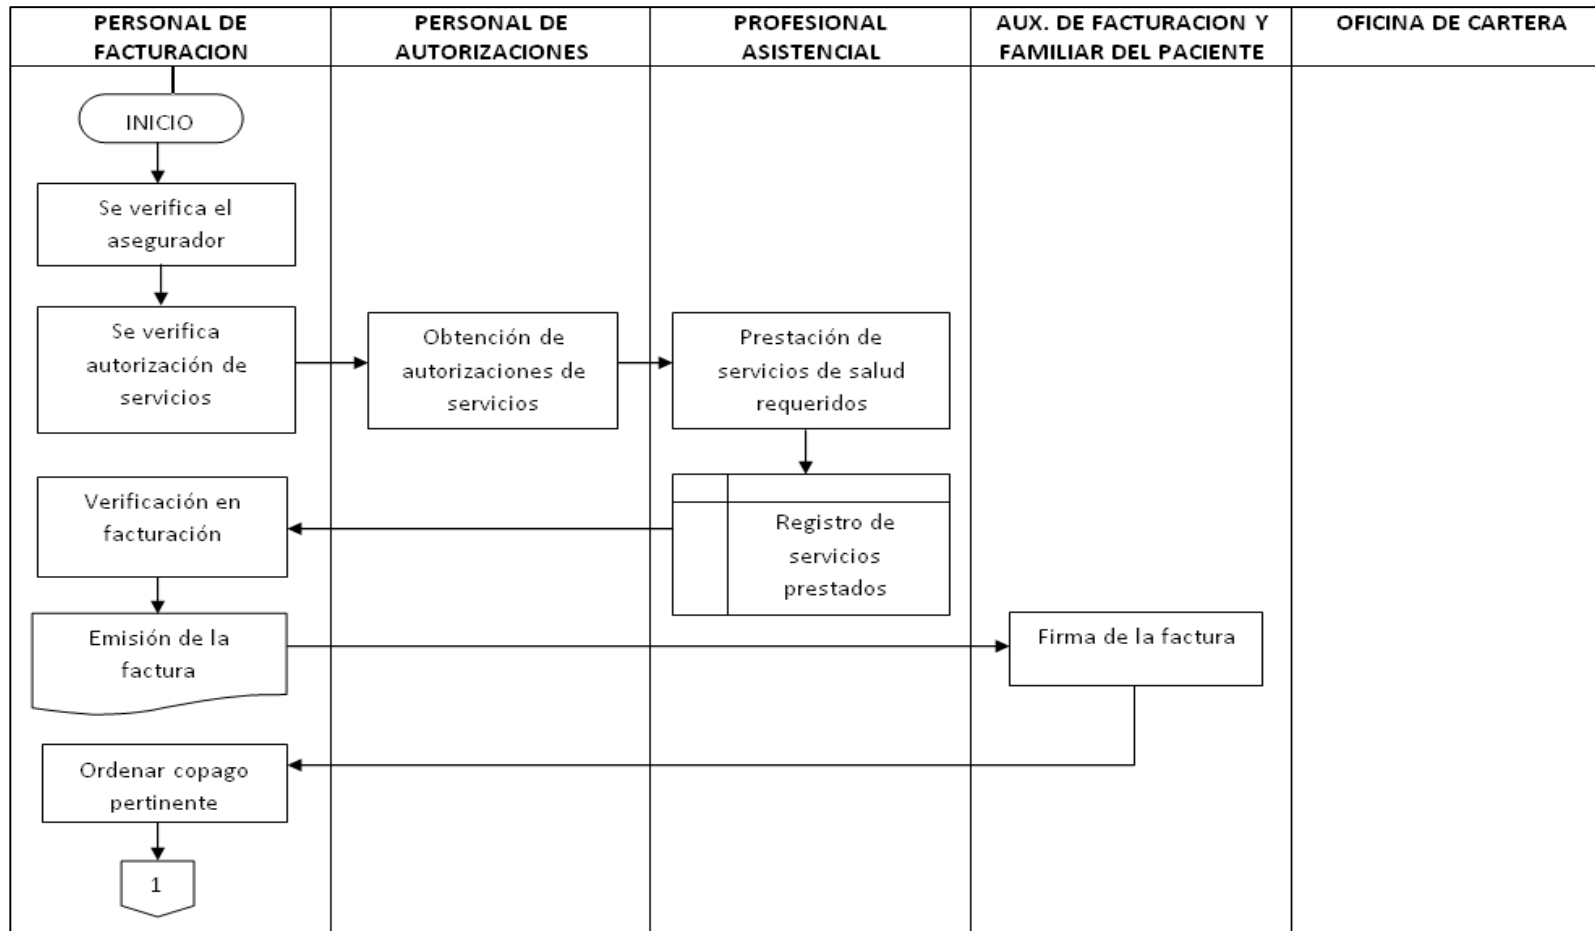 PERSONAL DE
FACTURACION
PERSONAL DE
AUTORIZACIONES
PROFESIONAL
ASISTENCIAL
AUX. DE FACTURACION Y
FAMILIAR DEL PACIENTE
OFICINA DE CARTERA
INICIO
Se verifica el
asegurador
Se verifica
autorización de
servicios
Obtención de
autorizaciones de
servicios
Prestación de
servicios de salud
requeridos
Registro de
servicios
prestados
Verificación en
facturación
Emisión de la
factura
Firma de la factura
Ordenar copago
pertinente
1